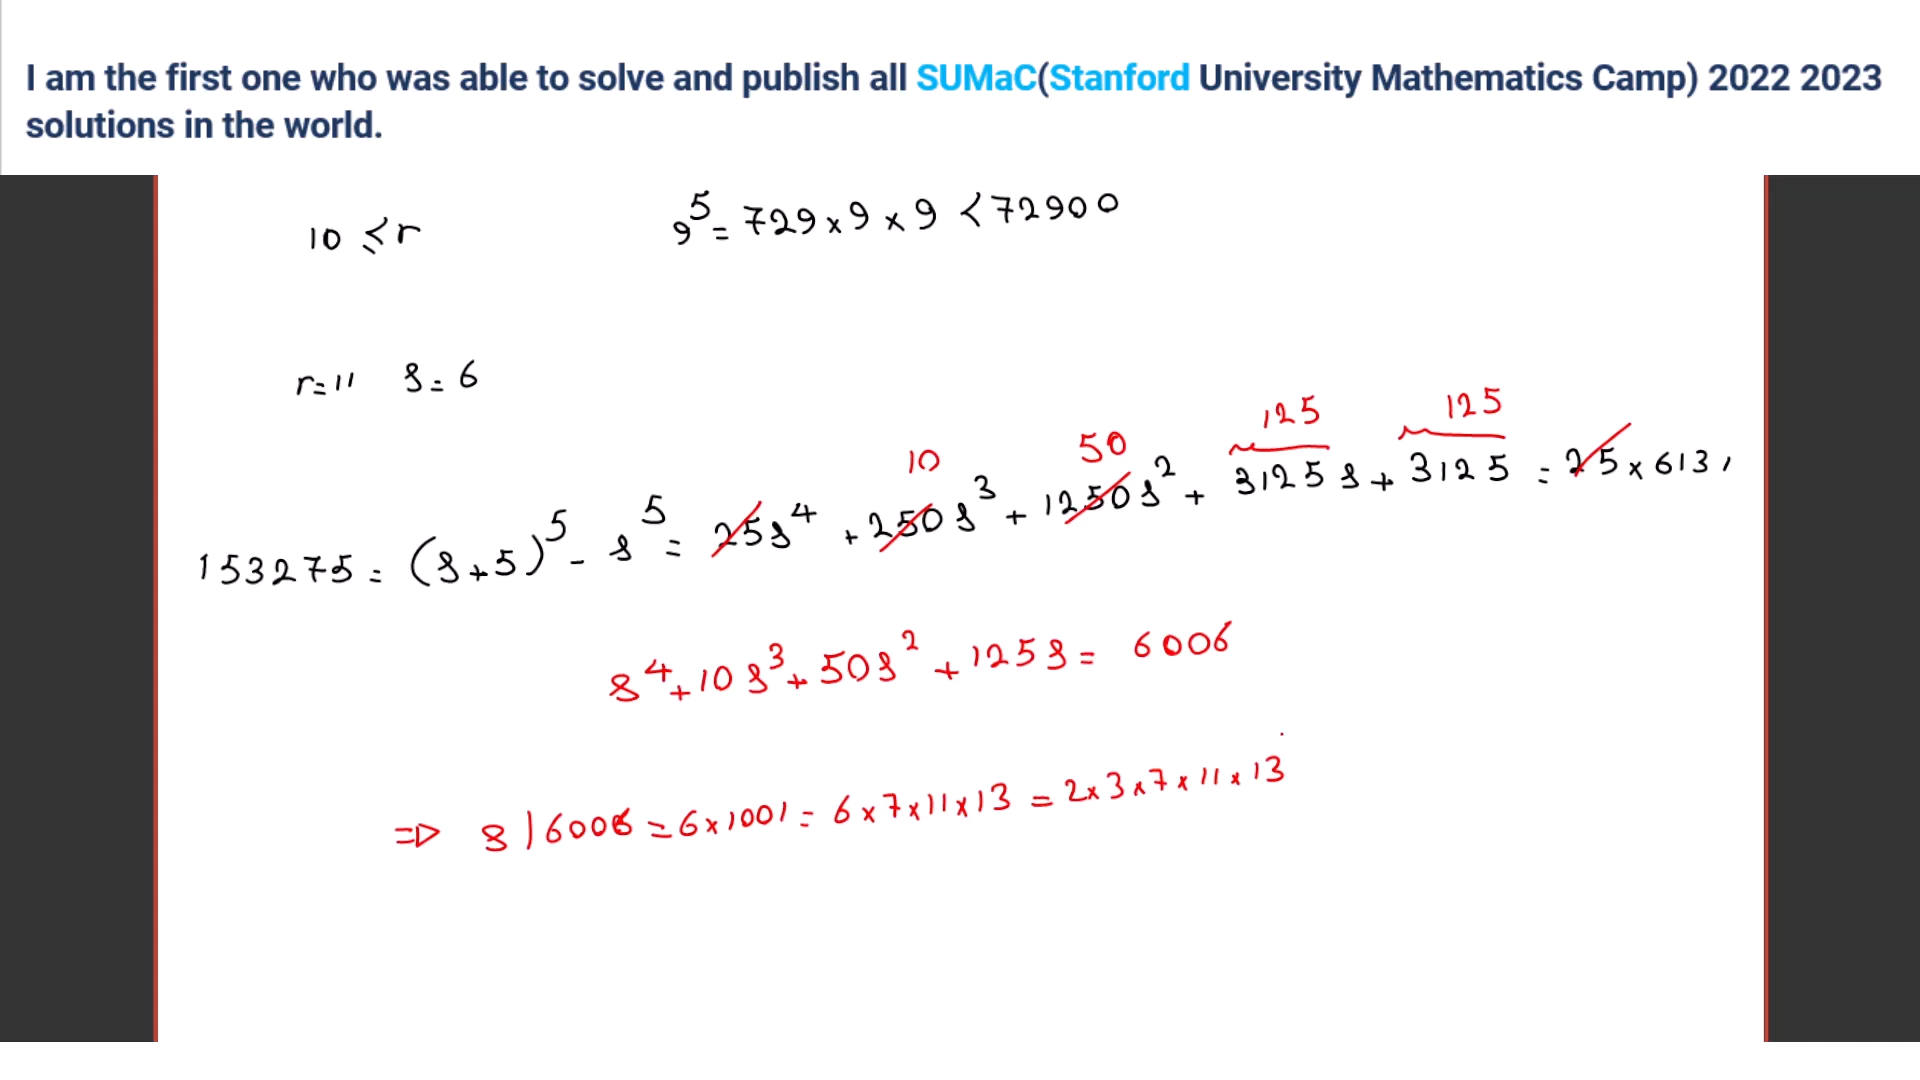 I am the first one who was able to solve and publish all SUMaC(Stanford University Mathematics Camp) 2022 2023
solutions in the world.
10 ≤ r
9^5 = 729 × 9 × 9 < 72900
r = 11 s = 6
10 50 125 125
153275 = (s+5)^5 - s^5 = 25s^4 + 250s^3 + 1250s^2 + 3125s + 3125 = 25 × 6131
s^4 + 10s^3 + 50s^2 + 125s = 6006
⇒ s | 6006 = 6 × 1001 = 6 × 7 × 11 × 13 = 2 × 3 × 7 × 11 × 13